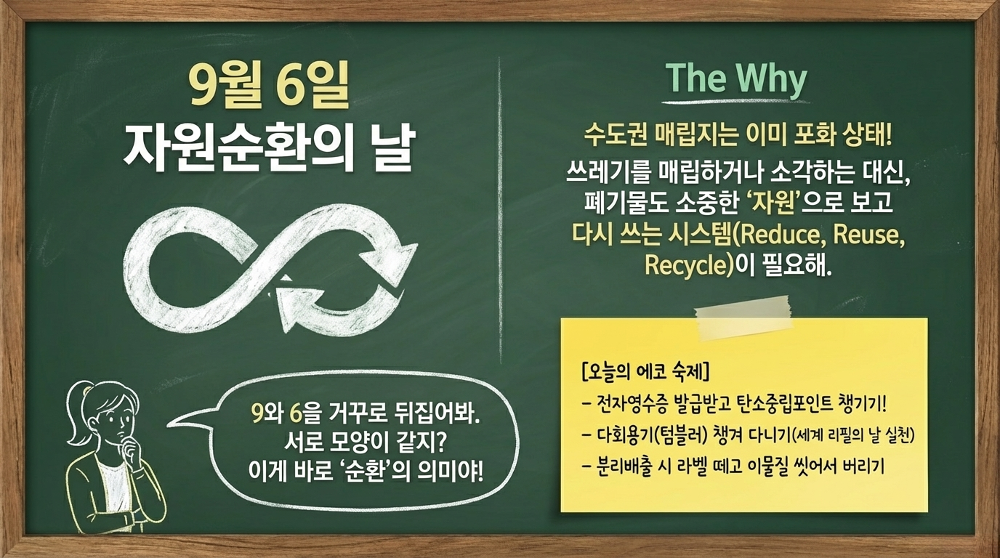 9월 6일
자원순환의 날
9와 6을 거꾸로 뒤집어봐.
서로 모양이 같지?
이게 바로 ‘순환’의 의미야!
The Why
수도권 매립지는 이미 포화 상태!
쓰레기를 매립하거나 소각하는 대신,
폐기물도 소중한 ‘자원’으로 보고
다시 쓰는 시스템(Reduce, Reuse,
Recycle)이 필요해.
[오늘의 에코 숙제]
– 전자영수증 발급받고 탄소중립포인트 챙기기!
– 다회용기(텀블러) 챙겨 다니기(세계 리필의 날 실천)
– 분리배출 시 라벨 떼고 이물질 씻어서 버리기